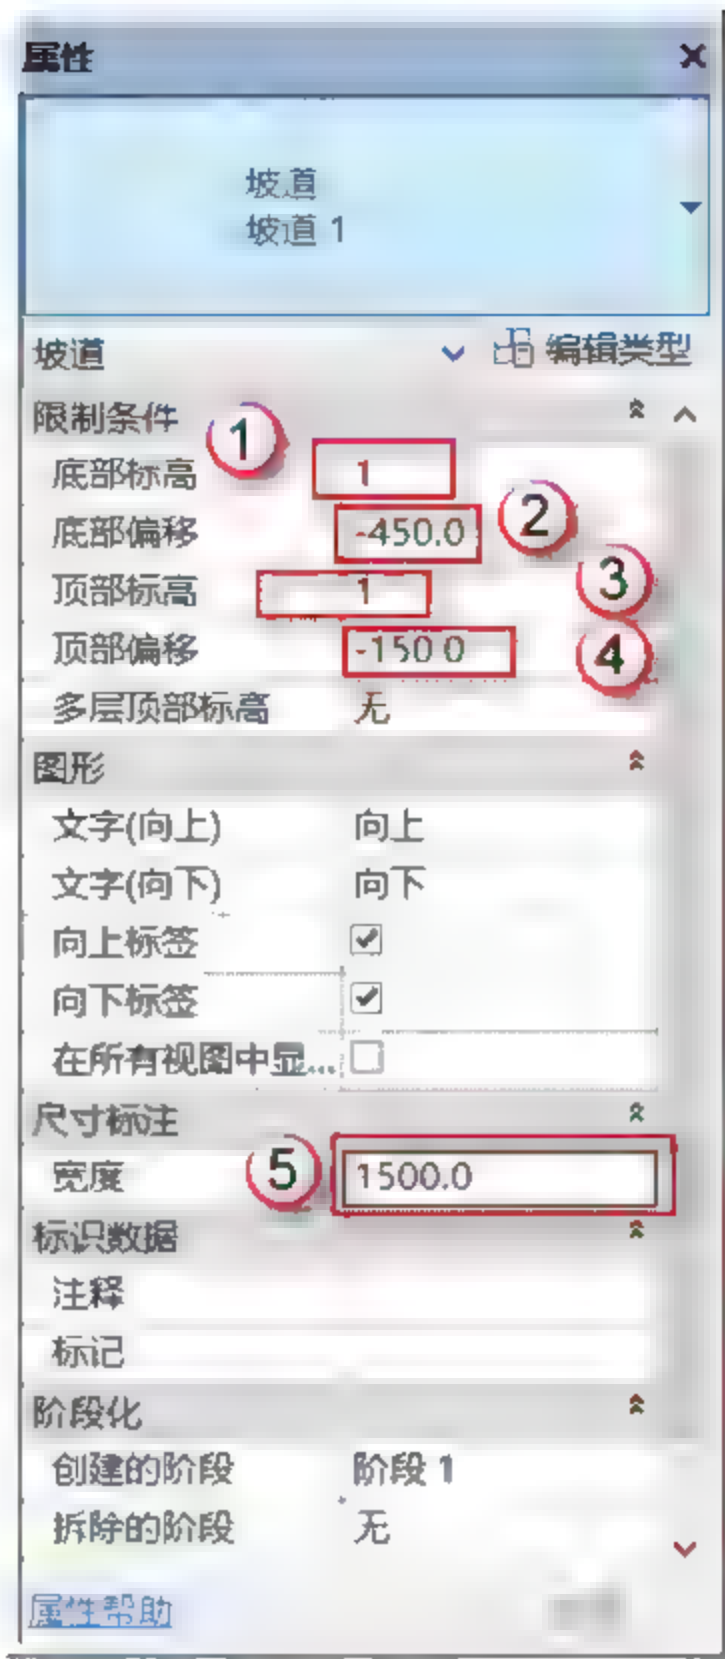 属性
坡道
坡道 1
坡道 编辑类型
限制条件
1
底部标高 1
底部偏移 -450.0 2
顶部标高 1 3
顶部偏移 -150 0 4
多层顶部标高 无
图形
文字(向上) 向上
文字(向下) 向下
向上标签
向下标签
在所有视图中显...
尺寸标注
宽度 5 1500.0
标识数据
注释
标记
阶段化
创建的阶段 阶段 1
拆除的阶段 无
属性帮助